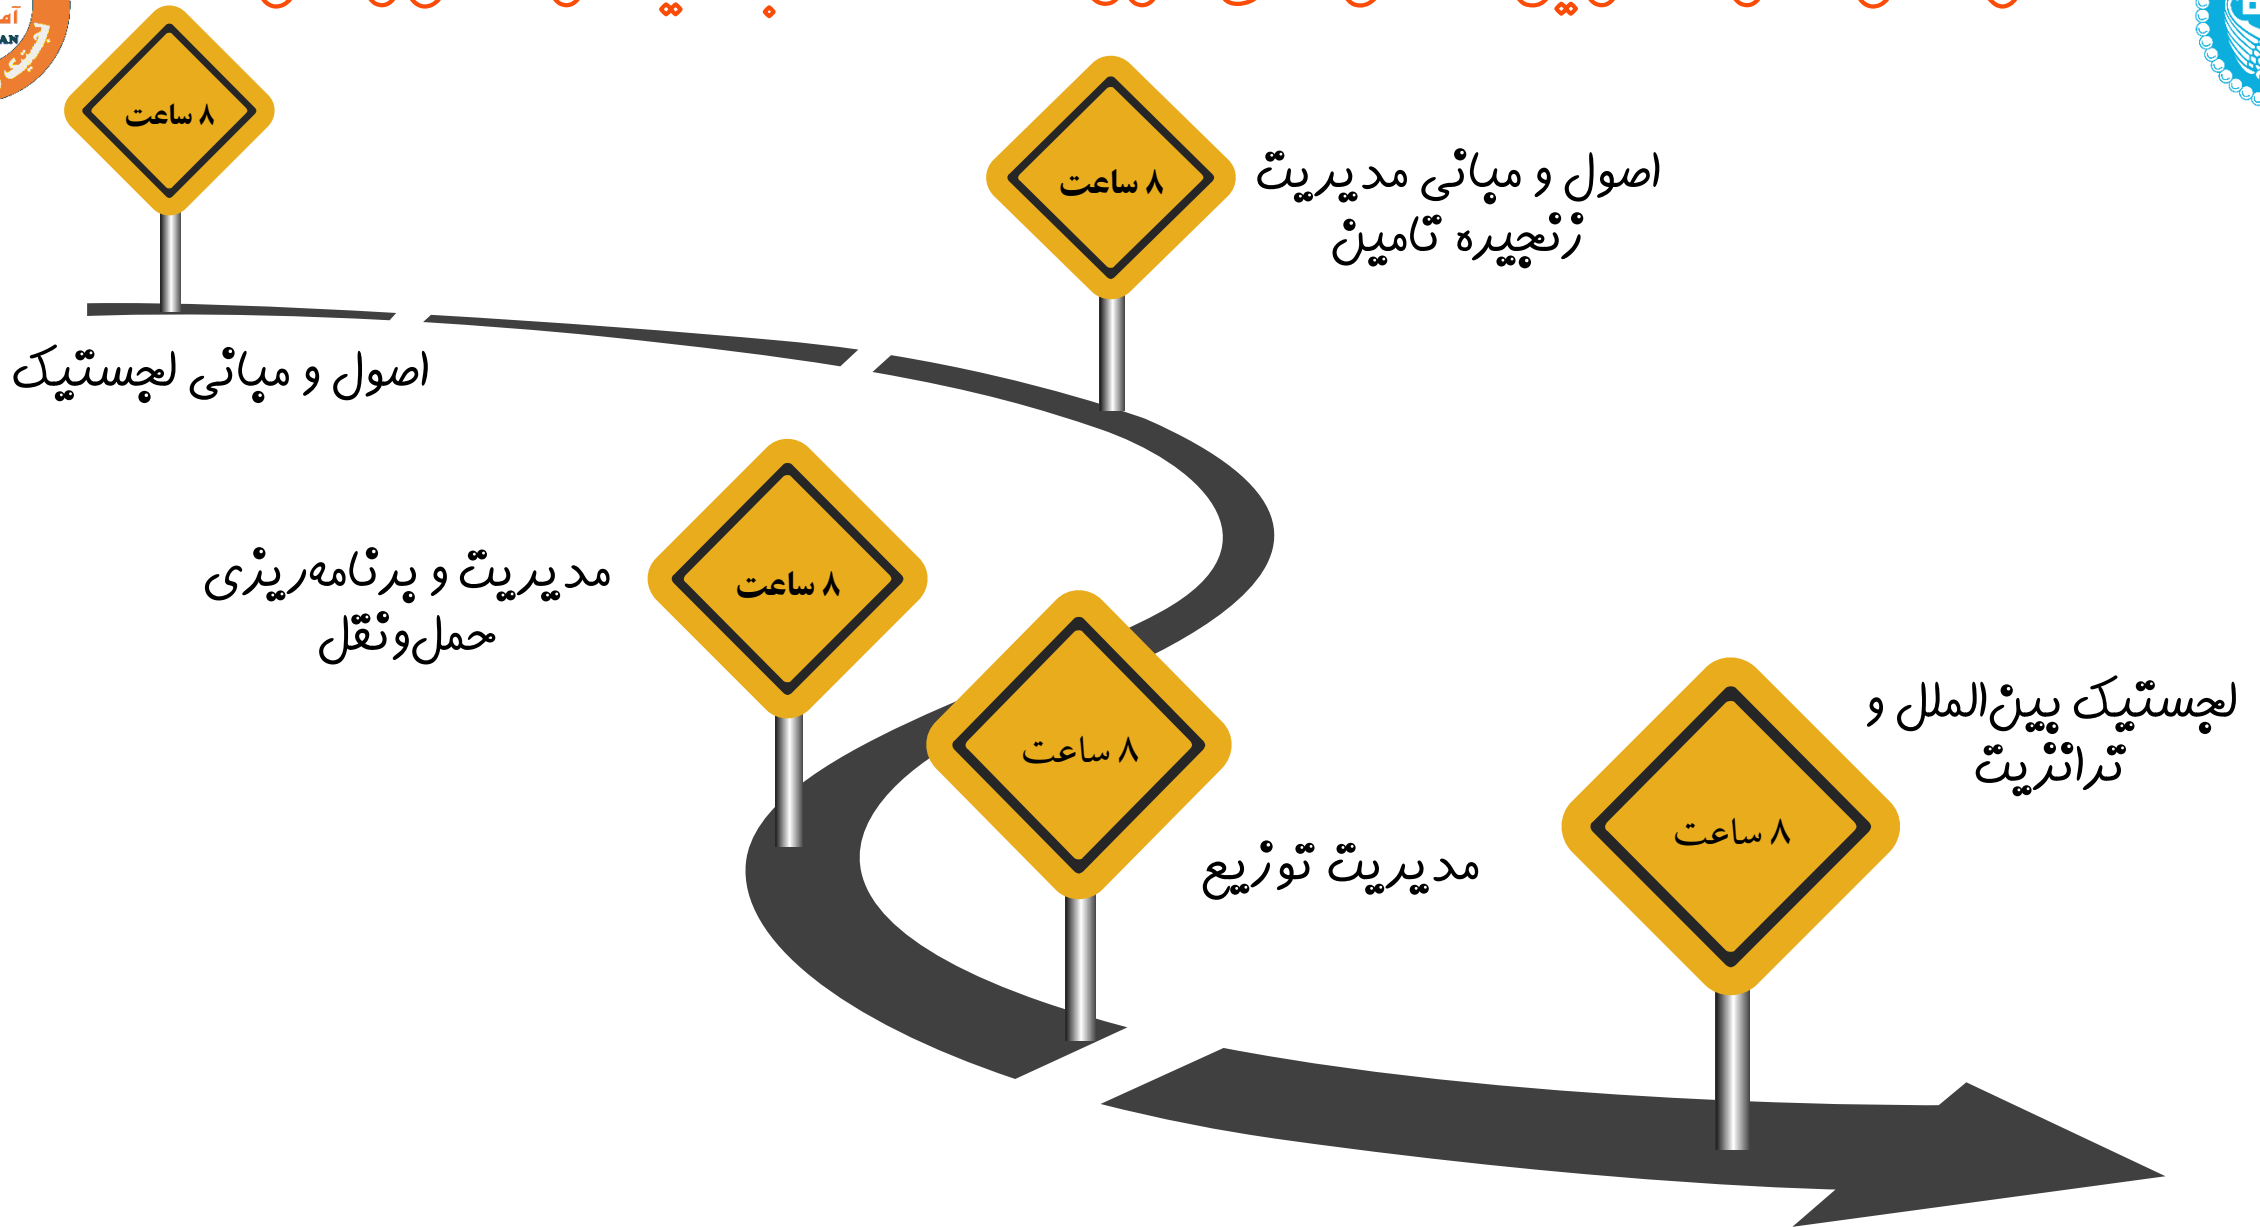 ۸ ساعت
اصول و مبانی لجستیک
۸ ساعت
اصول و مبانی مدیریت
زنجیره تامین
۸ ساعت
مدیریت و برنامه‌ریزی
حمل‌و‌نقل
۸ ساعت
مدیریت توزیع
۸ ساعت
لجستیک بین‌الملل و
ترانزیت